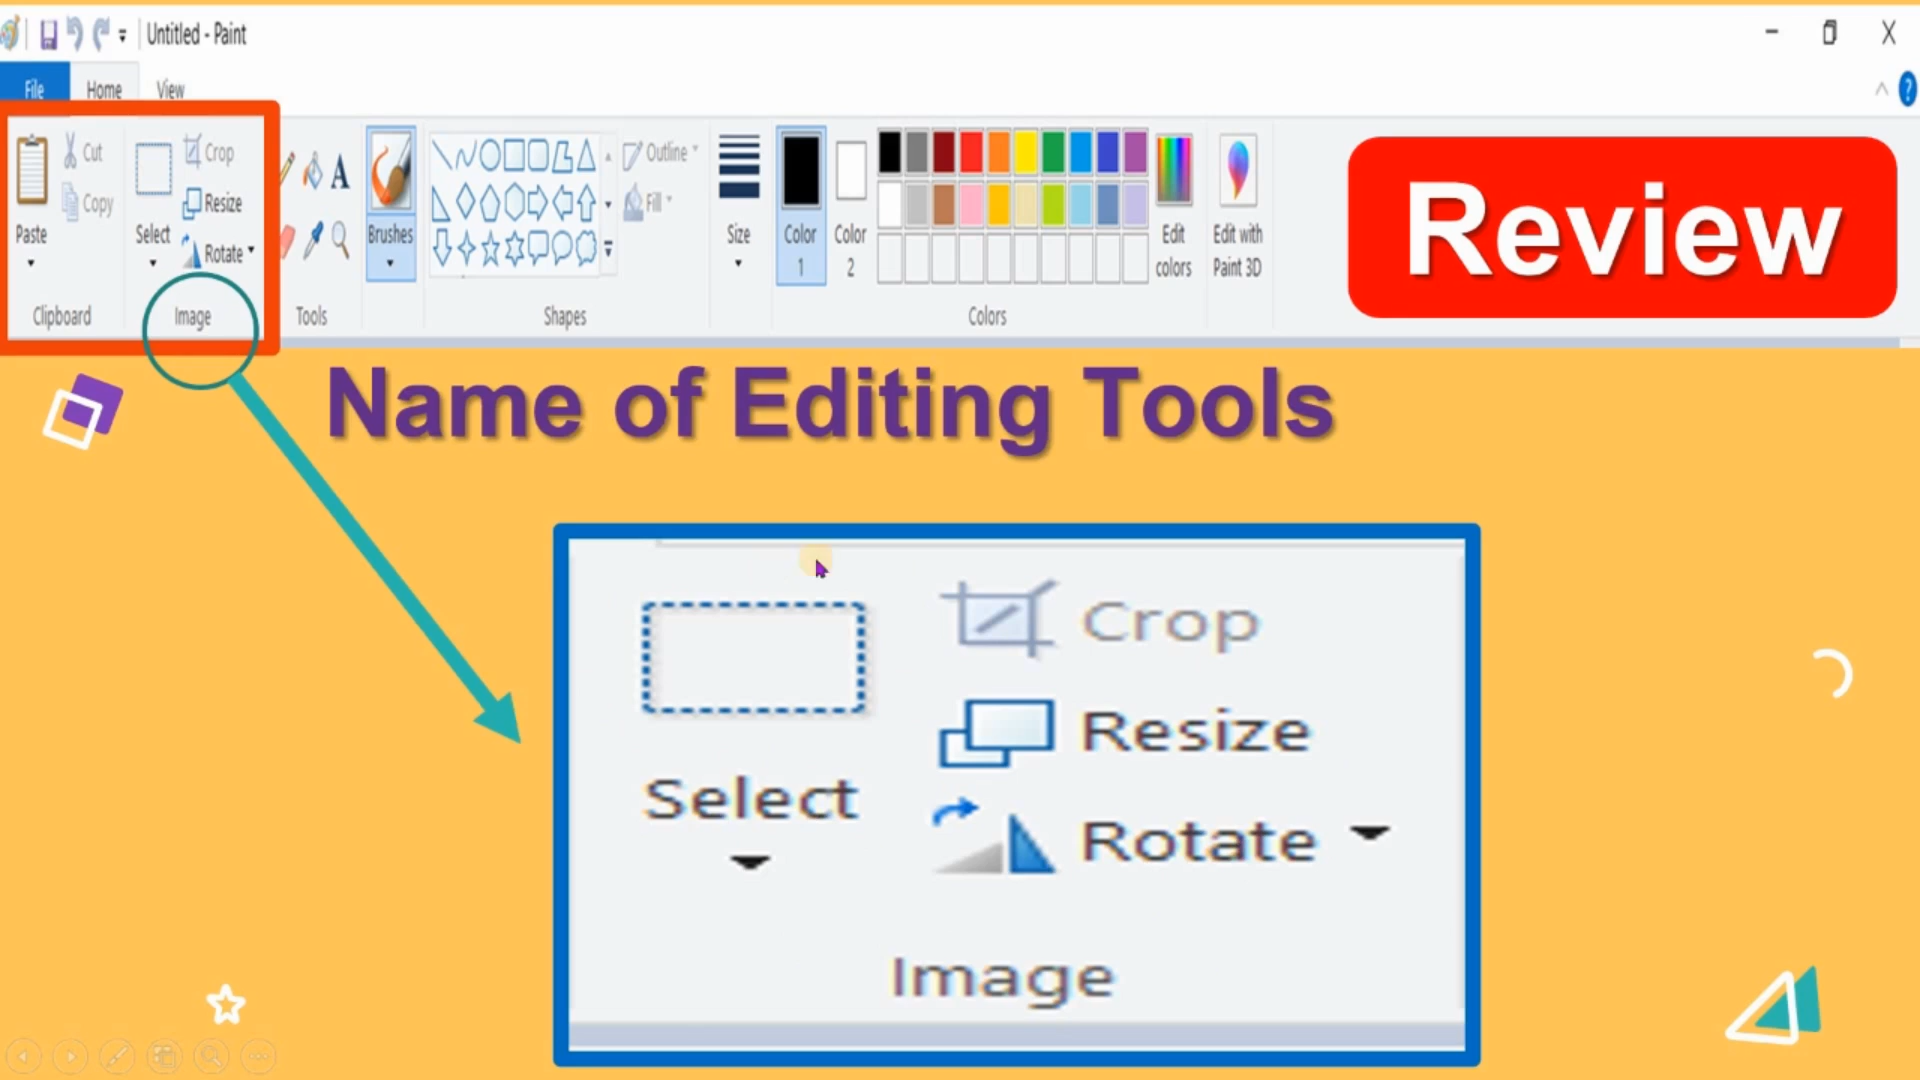 Untitled - Paint
File Home View
Cut
Copy
Paste
Clipboard
Crop
Resize
Rotate
Select
Image
A
Tools
Brushes
Outline
Fill
Shapes
Size
Color
1
Color
2
Edit
colors
Edit with
Paint 3D
Colors
?
Review
Name of Editing Tools
Crop
Resize
Rotate
Select
Image